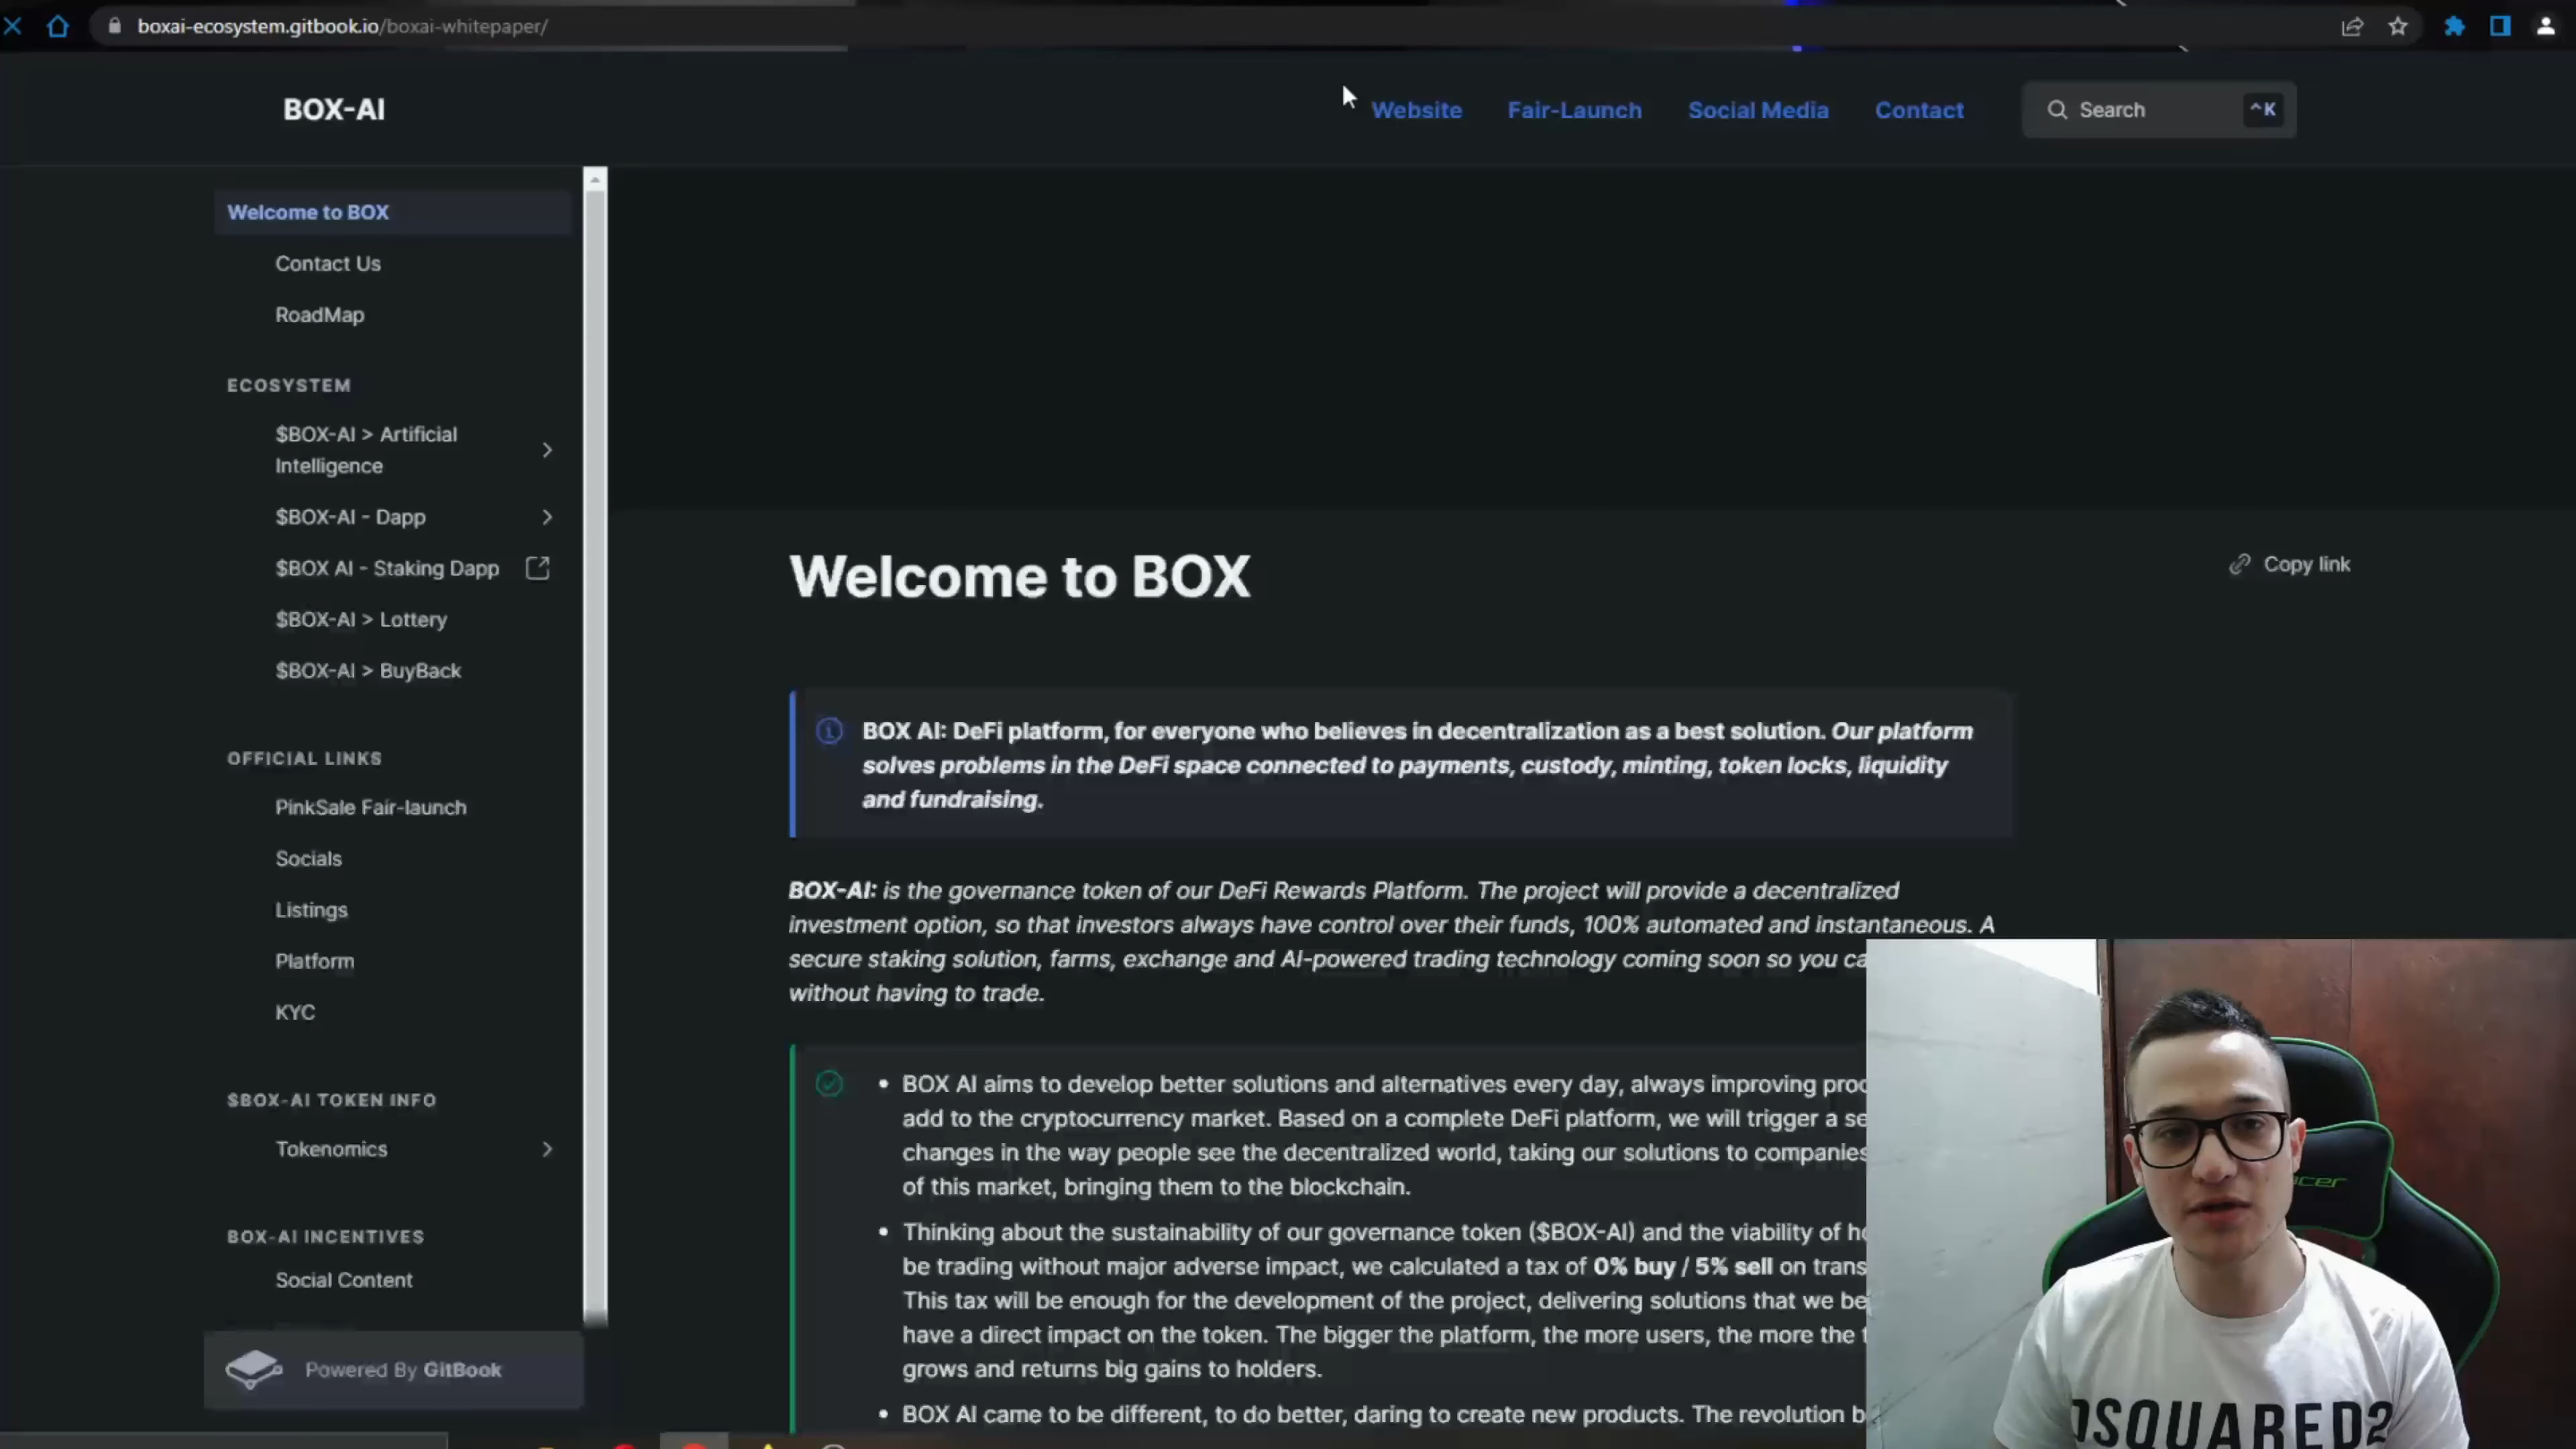 boxai-ecosystem.gitbook.io/boxai-whitepaper/
BOX-AI
Website
Fair-Launch
Social Media
Contact
Search
^K
Welcome to BOX
Contact Us
RoadMap
ECOSYSTEM
$BOX-AI > Artificial
Intelligence
$BOX-AI - Dapp
$BOX AI - Staking Dapp
$BOX-AI > Lottery
$BOX-AI > BuyBack
OFFICIAL LINKS
PinkSale Fair-launch
Socials
Listings
Platform
KYC
$BOX-AI TOKEN INFO
Tokenomics
BOX-AI INCENTIVES
Social Content
Powered By GitBook
Welcome to BOX
Copy link
BOX AI: DeFi platform, for everyone who believes in decentralization as a best solution. Our platform
solves problems in the DeFi space connected to payments, custody, minting, token locks, liquidity
and fundraising.
BOX-AI: is the governance token of our DeFi Rewards Platform. The project will provide a decentralized
investment option, so that investors always have control over their funds, 100% automated and instantaneous. A
secure staking solution, farms, exchange and AI-powered trading technology coming soon so you
without having to trade.
• BOX AI aims to develop better solutions and alternatives every day, always improving
add to the cryptocurrency market. Based on a complete DeFi platform, we will trigger a
changes in the way people see the decentralized world, taking our solutions to companies
of this market, bringing them to the blockchain.
• Thinking about the sustainability of our governance token ($BOX-AI) and the viability of
be trading without major adverse impact, we calculated a tax of 0% buy / 5% sell on
This tax will be enough for the development of the project, delivering solutions that we
have a direct impact on the token. The bigger the platform, the more users, the more the
grows and returns big gains to holders.
• BOX AI came to be different, to do better, daring to create new products. The revolution
DSQUARED2